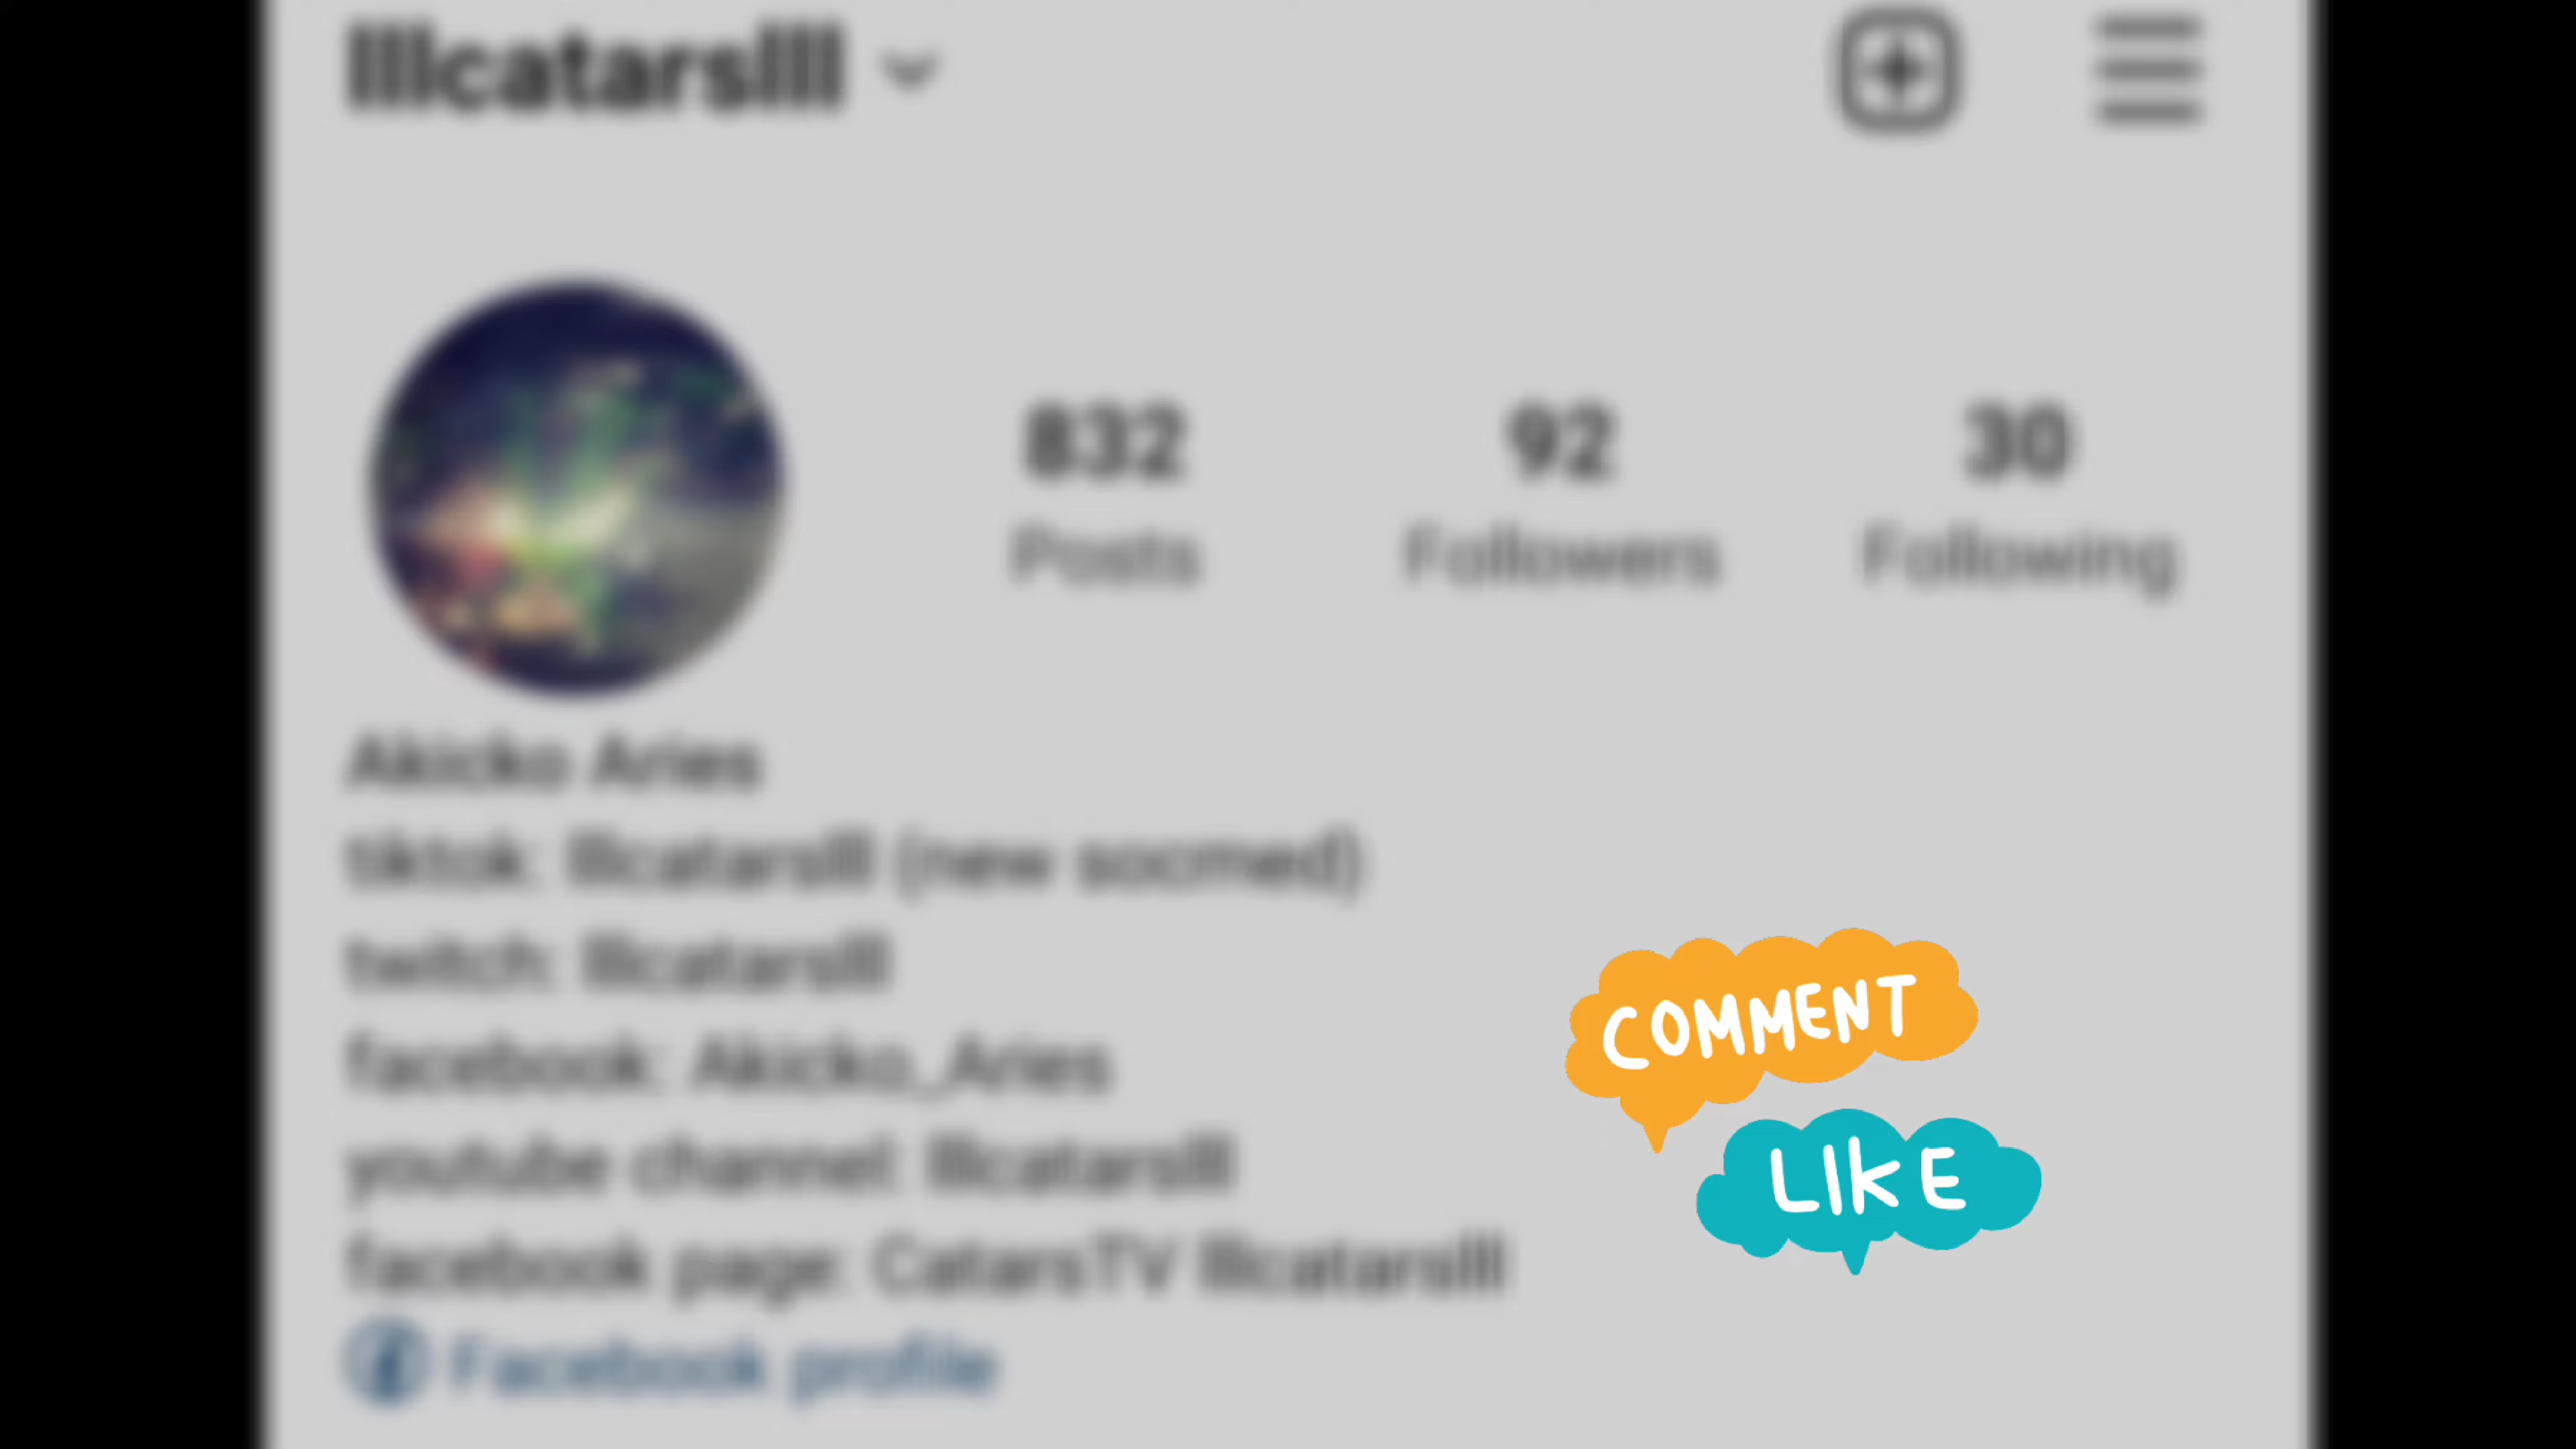 lllcatarslll
832 92 30
Posts Followers Following
Akicko Aries
tiktok: lllcatarslll (new socmed)
twitch: lllcatarslll
facebook: Akicko_Aries
youtube channel: lllcatarslll
facebook page: CatarsTV lllcatarslll
Facebook profile
COMMENT
LIKE